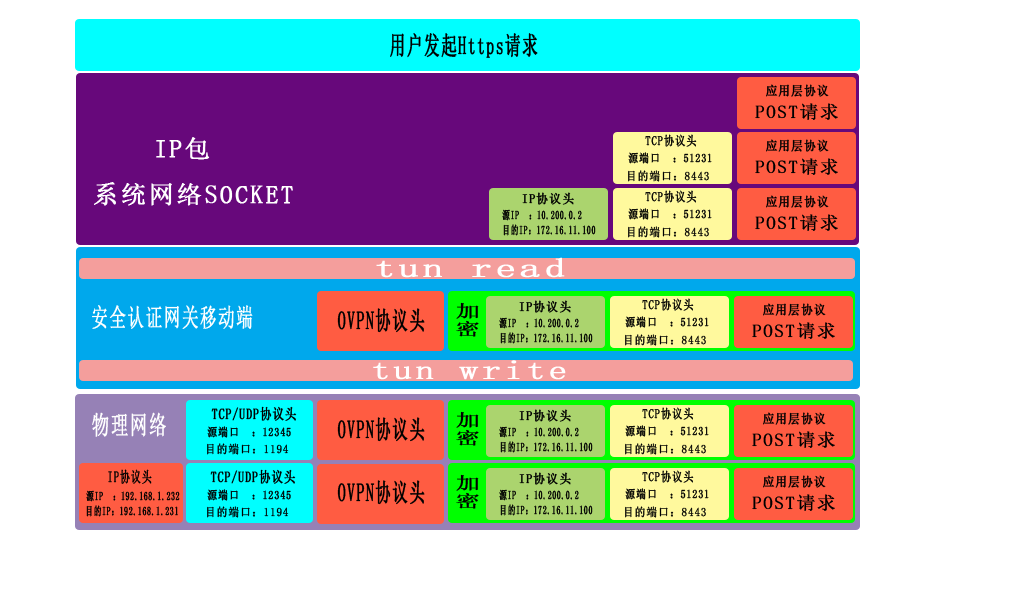 用户发起Https请求
应用层协议
POST请求
IP包
系统网络SOCKET
TCP协议头
源端口 ：51231
目的端口：8443
应用层协议
POST请求
IP协议头
源IP ：10.200.0.2
目的IP：172.16.11.100
TCP协议头
源端口 ：51231
目的端口：8443
应用层协议
POST请求
tun read
安全认证网关移动端
OVPN协议头
加密
IP协议头
源IP ：10.200.0.2
目的IP：172.16.11.100
TCP协议头
源端口 ：51231
目的端口：8443
应用层协议
POST请求
tun write
物理网络
TCP/UDP协议头
源端口 ：12345
目的端口：1194
OVPN协议头
加密
IP协议头
源IP ：10.200.0.2
目的IP：172.16.11.100
TCP协议头
源端口 ：51231
目的端口：8443
应用层协议
POST请求
IP协议头
源IP ：192.168.1.232
目的IP：192.168.1.231
TCP/UDP协议头
源端口 ：12345
目的端口：1194
OVPN协议头
加密
IP协议头
源IP ：10.200.0.2
目的IP：172.16.11.100
TCP协议头
源端口 ：51231
目的端口：8443
应用层协议
POST请求